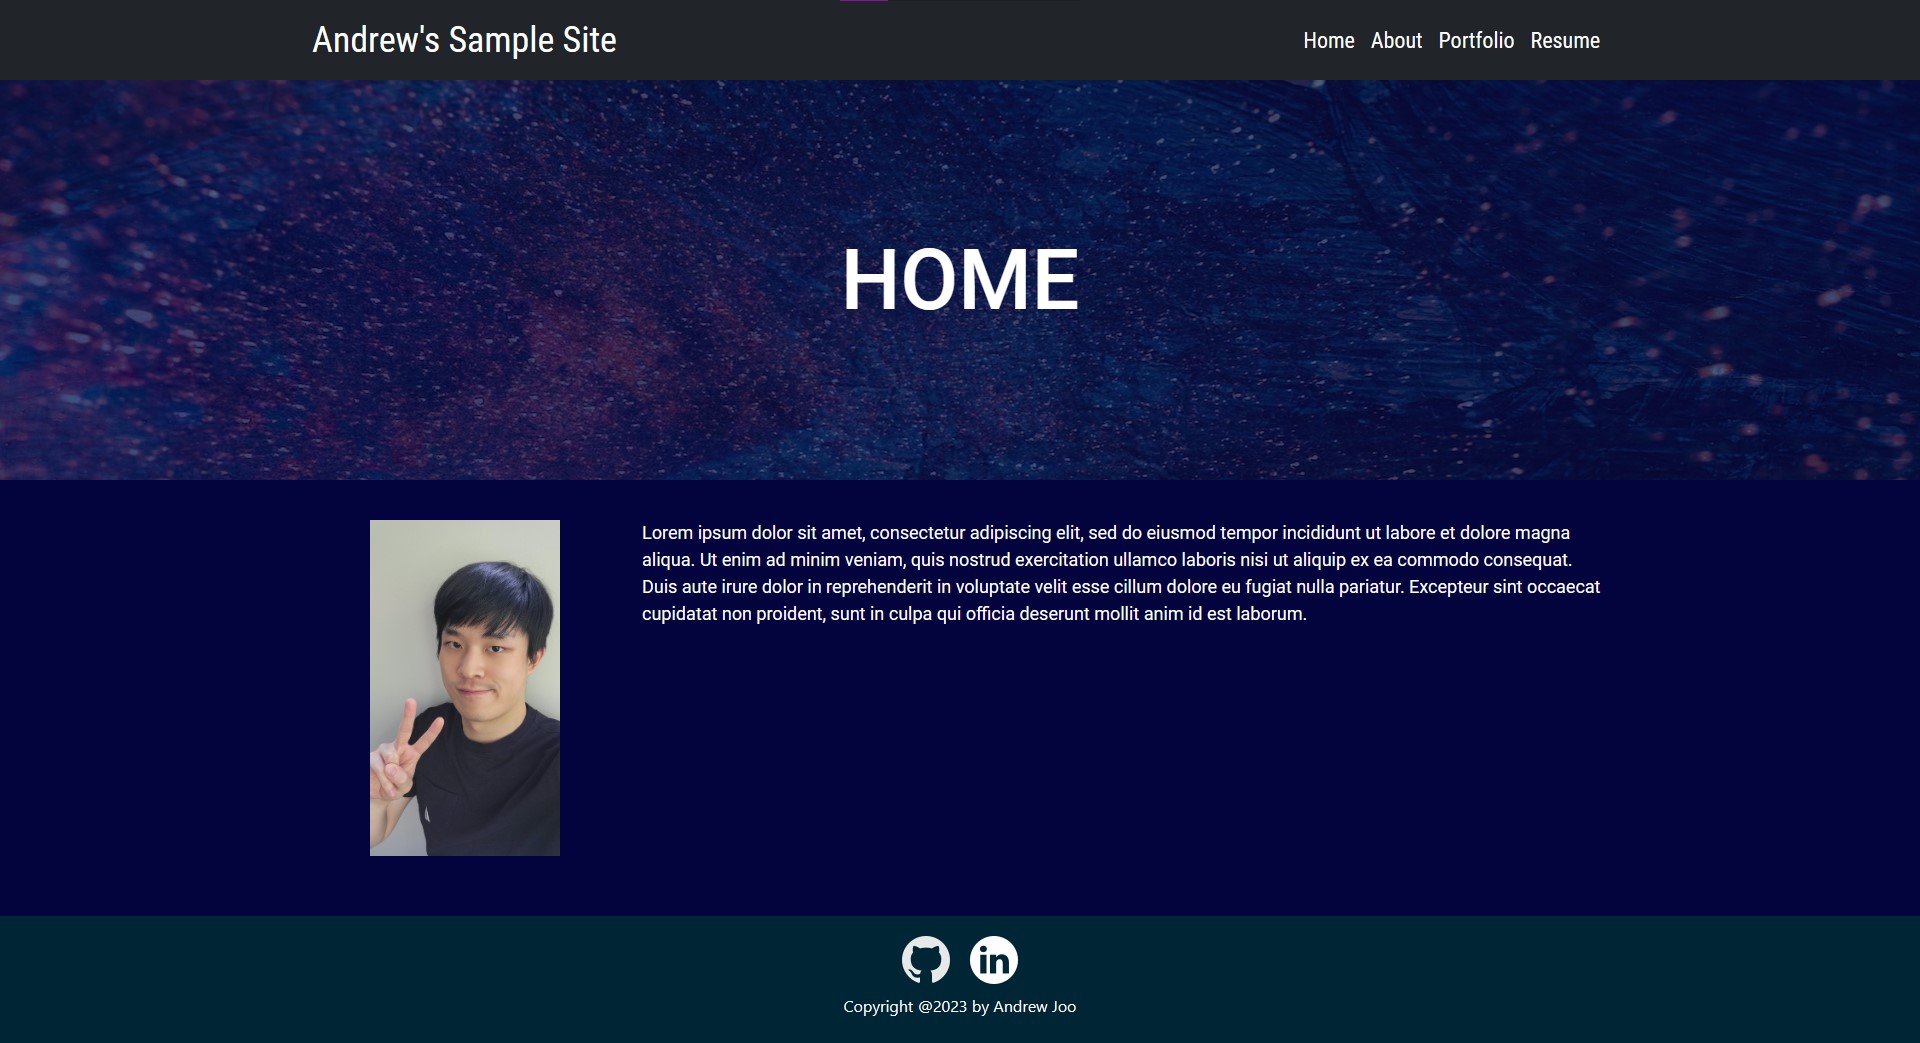 Andrew's Sample Site
Home About Portfolio Resume
HOME
Lorem ipsum dolor sit amet, consectetur adipiscing elit, sed do eiusmod tempor incididunt ut labore et dolore magna
aliqua. Ut enim ad minim veniam, quis nostrud exercitation ullamco laboris nisi ut aliquip ex ea commodo consequat.
Duis aute irure dolor in reprehenderit in voluptate velit esse cillum dolore eu fugiat nulla pariatur. Excepteur sint occaecat
cupidatat non proident, sunt in culpa qui officia deserunt mollit anim id est laborum.
in
Copyright @2023 by Andrew Joo